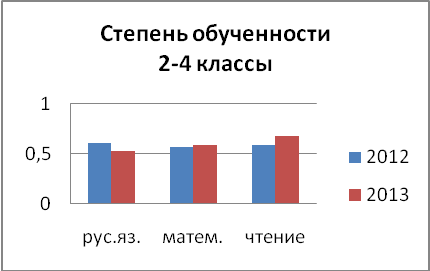 Степень обученности
2-4 классы
1
0,5
0
рус.яз. матем. чтение
2012
2013